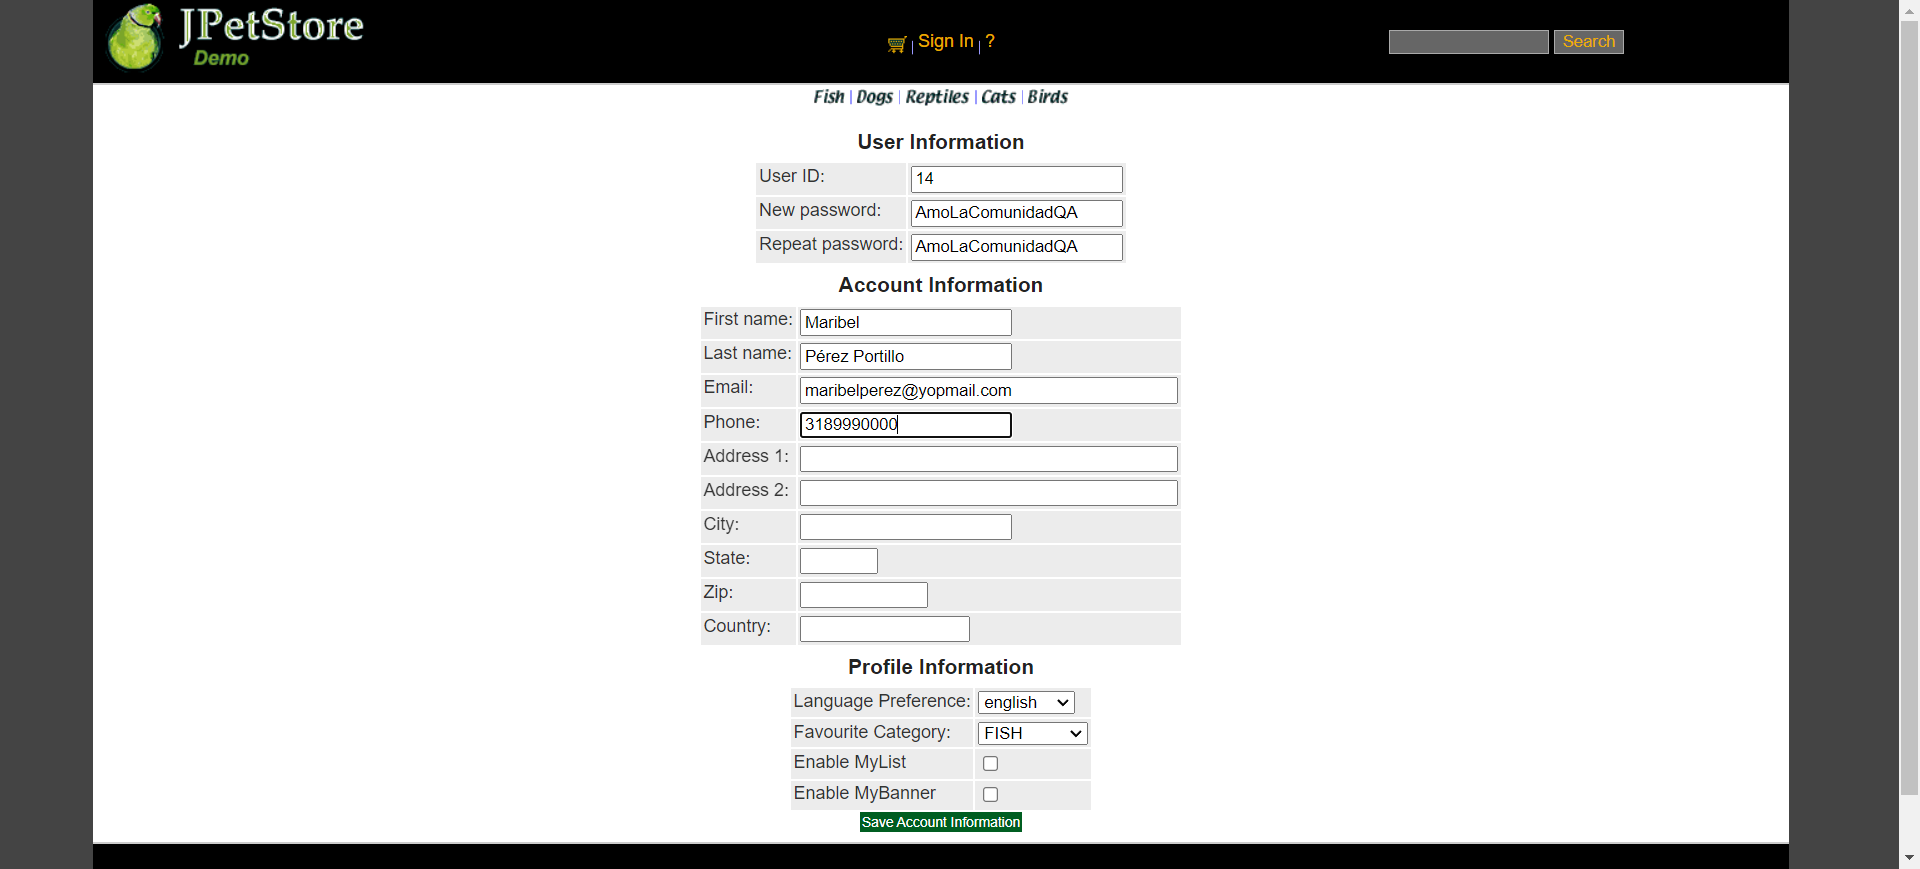 JPetStore
Demo
| Sign In | ?
Search
Fish | Dogs | Reptiles | Cats | Birds
User Information
User ID: 14
New password: AmoLaComunidadQA
Repeat password: AmoLaComunidadQA
Account Information
First name: Maribel
Last name: Pérez Portillo
Email: maribelperez@yopmail.com
Phone: 3189990000
Address 1:
Address 2:
City:
State:
Zip:
Country:
Profile Information
Language Preference: english
Favourite Category: FISH
Enable MyList
Enable MyBanner
Save Account Information